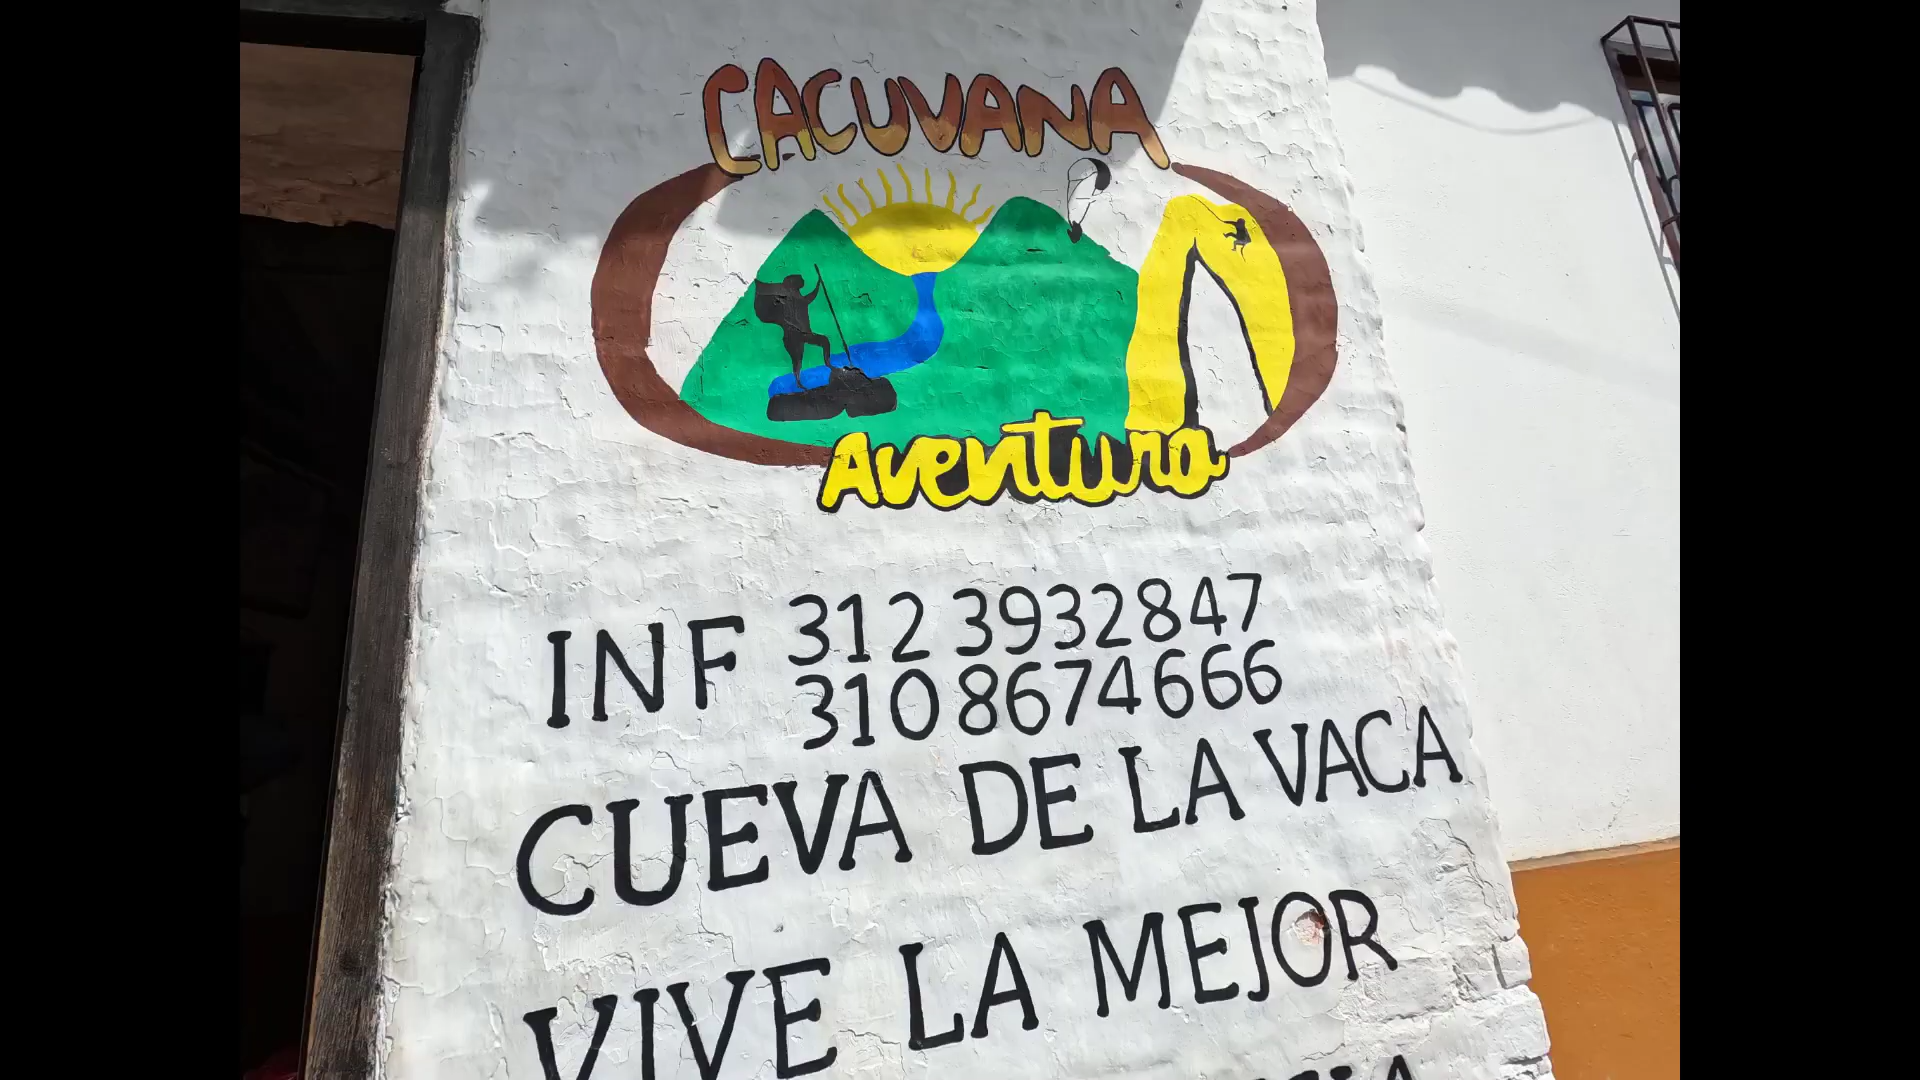 CACUVANA
Aventura
INF 312 3932847
310 8674666
CUEVA DE LA VACA
VIVE LA MEJOR